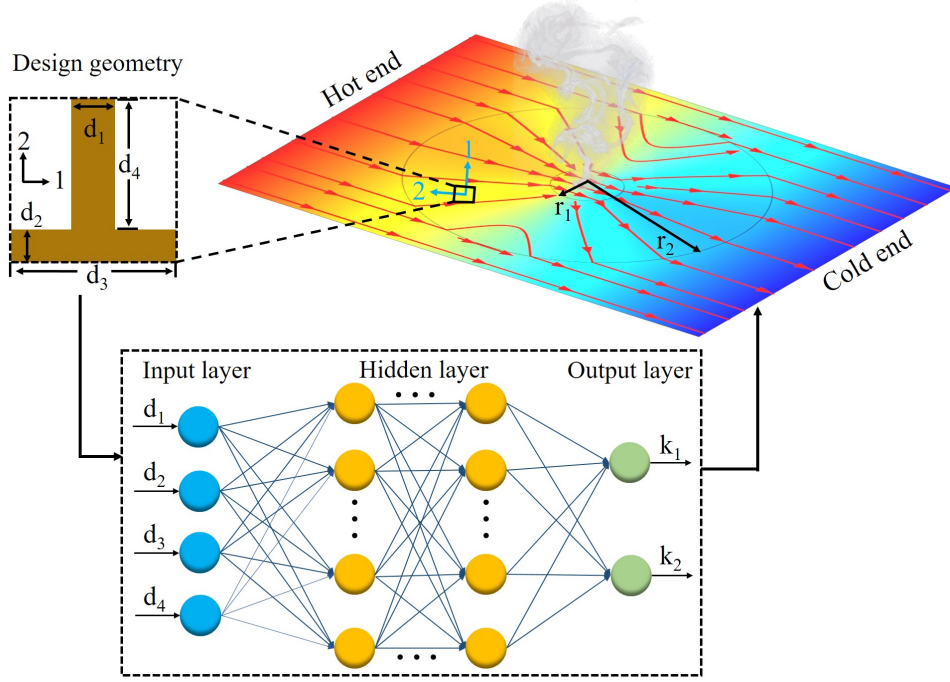 Design geometry
d1
d4
2
1
d2
d3
Hot end
1
2
r1
r2
Cold end
Input layer
Hidden layer
Output layer
d1
d2
d3
d4
k1
k2